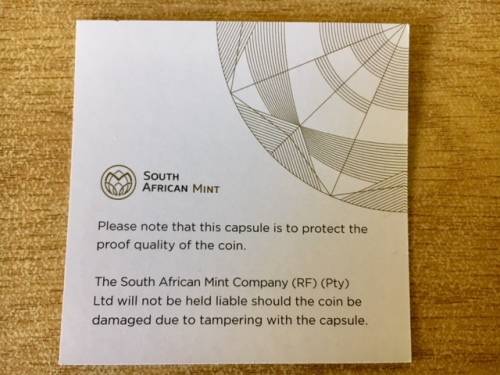 SOUTH
AFRICAN MINT
Please note that this capsule is to protect the
proof quality of the coin.
The South African Mint Company (RF) (Pty)
Ltd will not be held liable should the coin be
damaged due to tampering with the capsule.